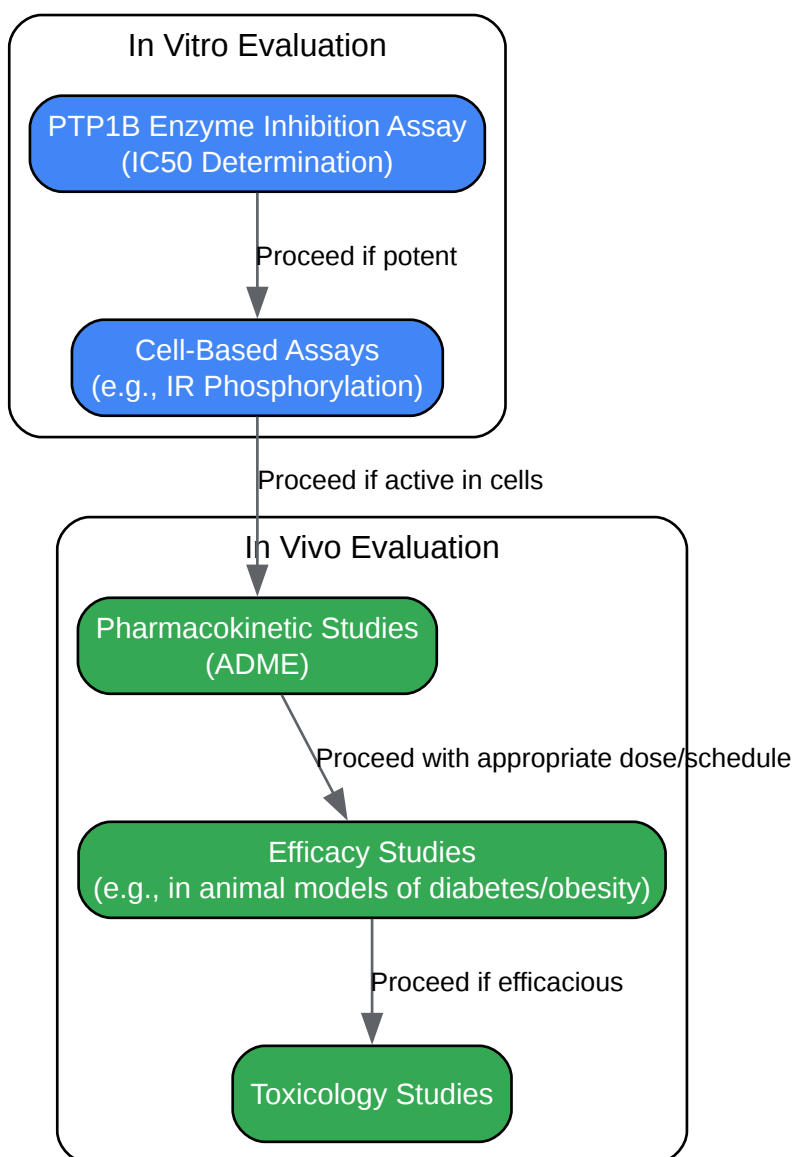 In Vitro Evaluation
PTP1B Enzyme Inhibition Assay
(IC50 Determination)
Proceed if potent
Cell-Based Assays
(e.g., IR Phosphorylation)
Proceed if active in cells
In Vivo Evaluation
Pharmacokinetic Studies
(ADME)
Proceed with appropriate dose/schedule
Efficacy Studies
(e.g., in animal models of diabetes/obesity)
Proceed if efficacious
Toxicology Studies